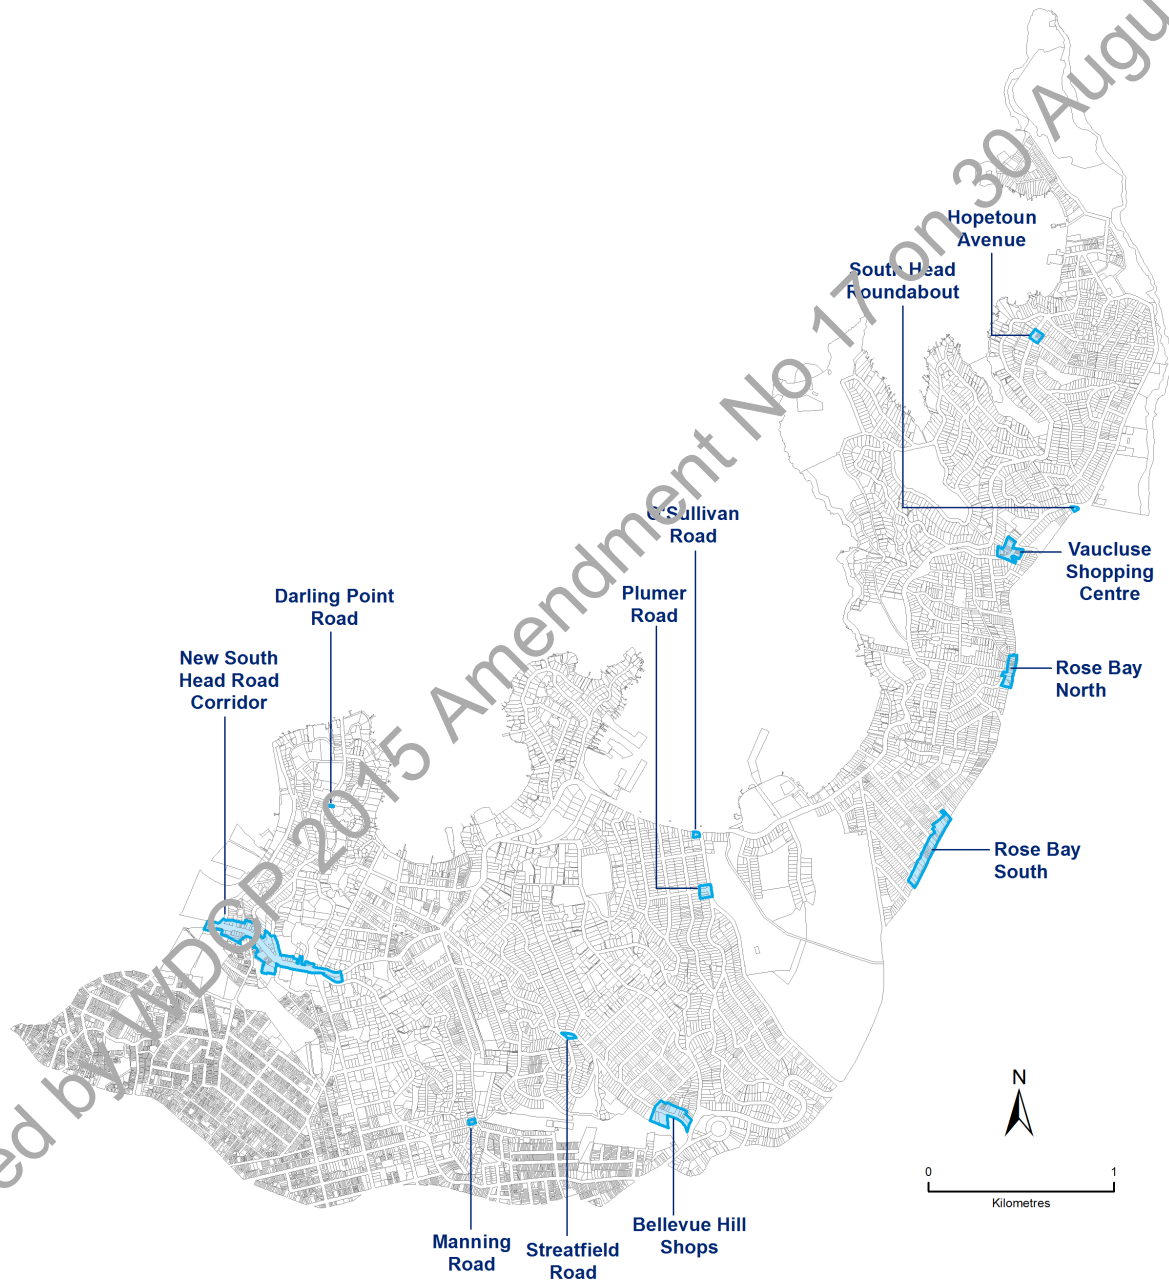 Hopetoun
Avenue
South Head
Roundabout
O'Sullivan
Road
Vaucluse
Shopping
Centre
Darling Point
Road
Plumer
Road
New South
Head Road
Corridor
Rose Bay
North
Rose Bay
South
N
0 1
Kilometres
Manning
Road
Streatfield
Road
Bellevue Hill
Shops
by WDCP 2015 Amendment No 17 on 30